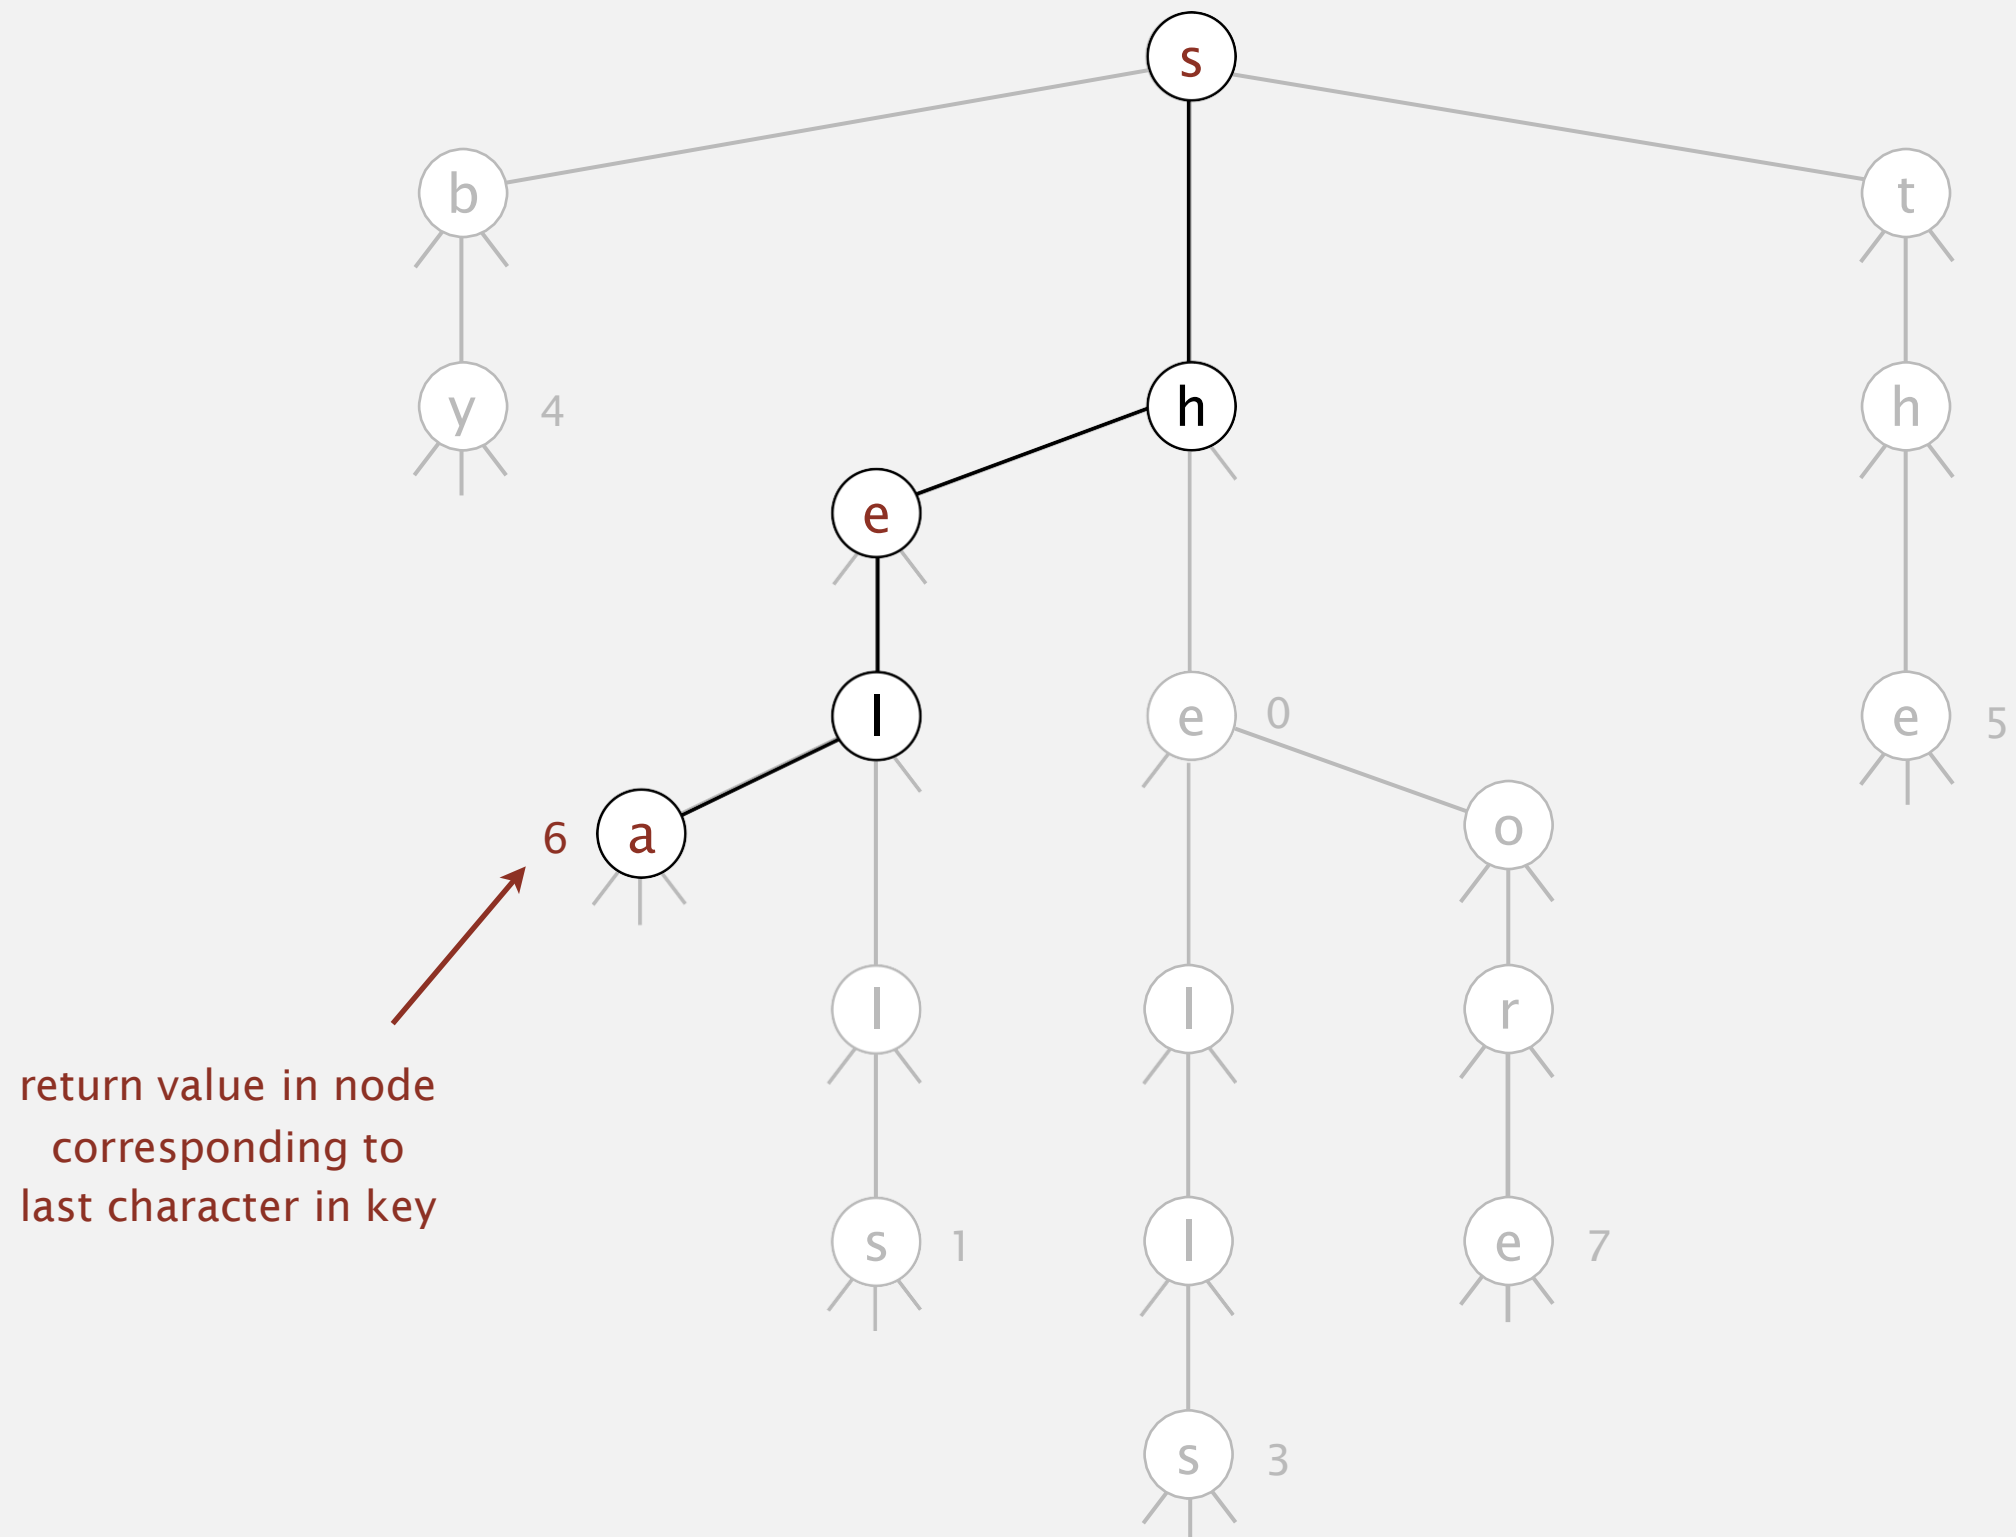 s
b
t
y 4
h
h
e
l
e 0
e 5
6 a
o
l
l
r
return value in node
corresponding to
last character in key
s 1
l
e 7
s 3